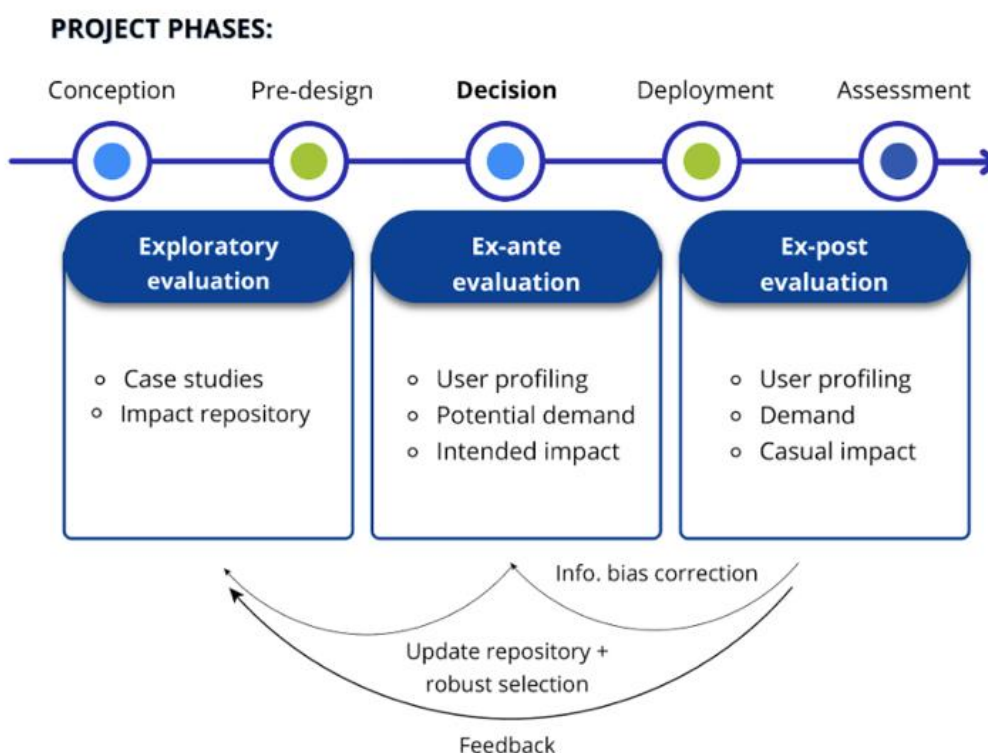 PROJECT PHASES:
Conception
Pre-design
Decision
Deployment
Assessment
Exploratory
evaluation
Case studies
Impact repository
Ex-ante
evaluation
User profiling
Potential demand
Intended impact
Ex-post
evaluation
User profiling
Demand
Casual impact
Info. bias correction
Update repository +
robust selection
Feedback